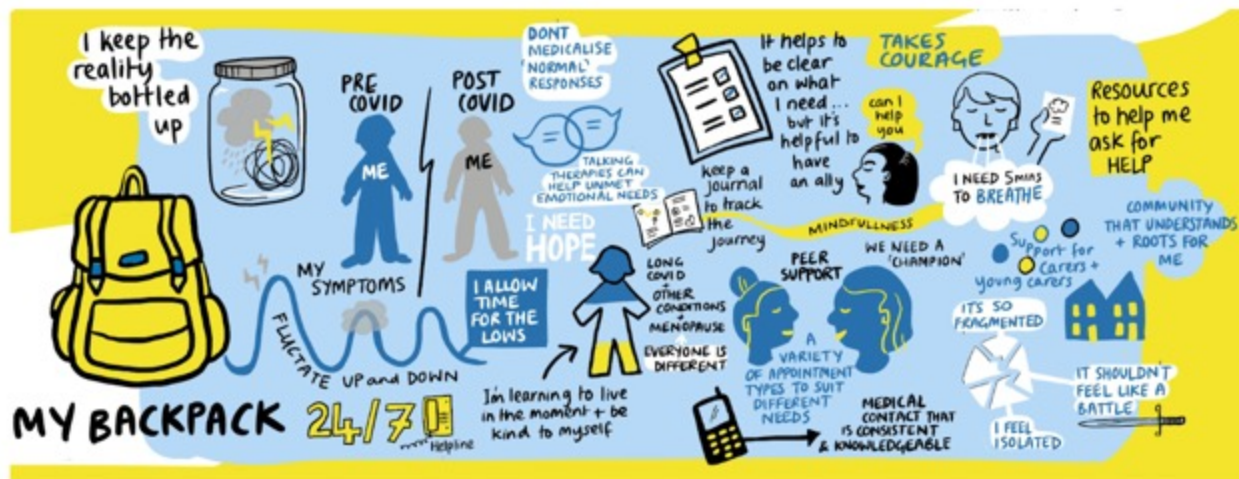 I keep the
reality
bottled
up
PRE
COVID
ME
POST
COVID
ME
DON'T
MEDICALISE
'NORMAL'
RESPONSES
TALKING
THERAPIES CAN
HELP UNMET
EMOTIONAL NEEDS
I NEED
HOPE
MY
SYMPTOMS
FLUCTATE UP and DOWN
I ALLOW
TIME
FOR THE
LOWS
MY BACKPACK
24/7
Helpline
I'm learning to live
in the moment + be
kind to myself
It helps to
be clear
on what
I need...
but it's
helpful to
have
an ally
keep a
journal
to track
the
journey
TAKES
COURAGE
can I
help
you
I NEED 5mins
TO BREATHE
MINDFULLNESS
Resources
to help me
ask for
HELP
LONG
COVID
+
OTHER
CONDITIONS
+
MENOPAUSE
EVERYONE IS
DIFFERENT
PEER
SUPPORT
WE NEED A
'CHAMPION'
A
VARIETY
OF APPOINTMENT
TYPES TO SUIT
DIFFERENT
NEEDS
MEDICAL
CONTACT THAT
IS CONSISTENT
& KNOWLEDGEABLE
Support for
Carers +
young carers
COMMUNITY
THAT UNDERSTANDS
+ ROOTS FOR
ME
IT'S SO
FRAGMENTED
IT SHOULDN'T
FEEL LIKE A
BATTLE
I FEEL
ISOLATED